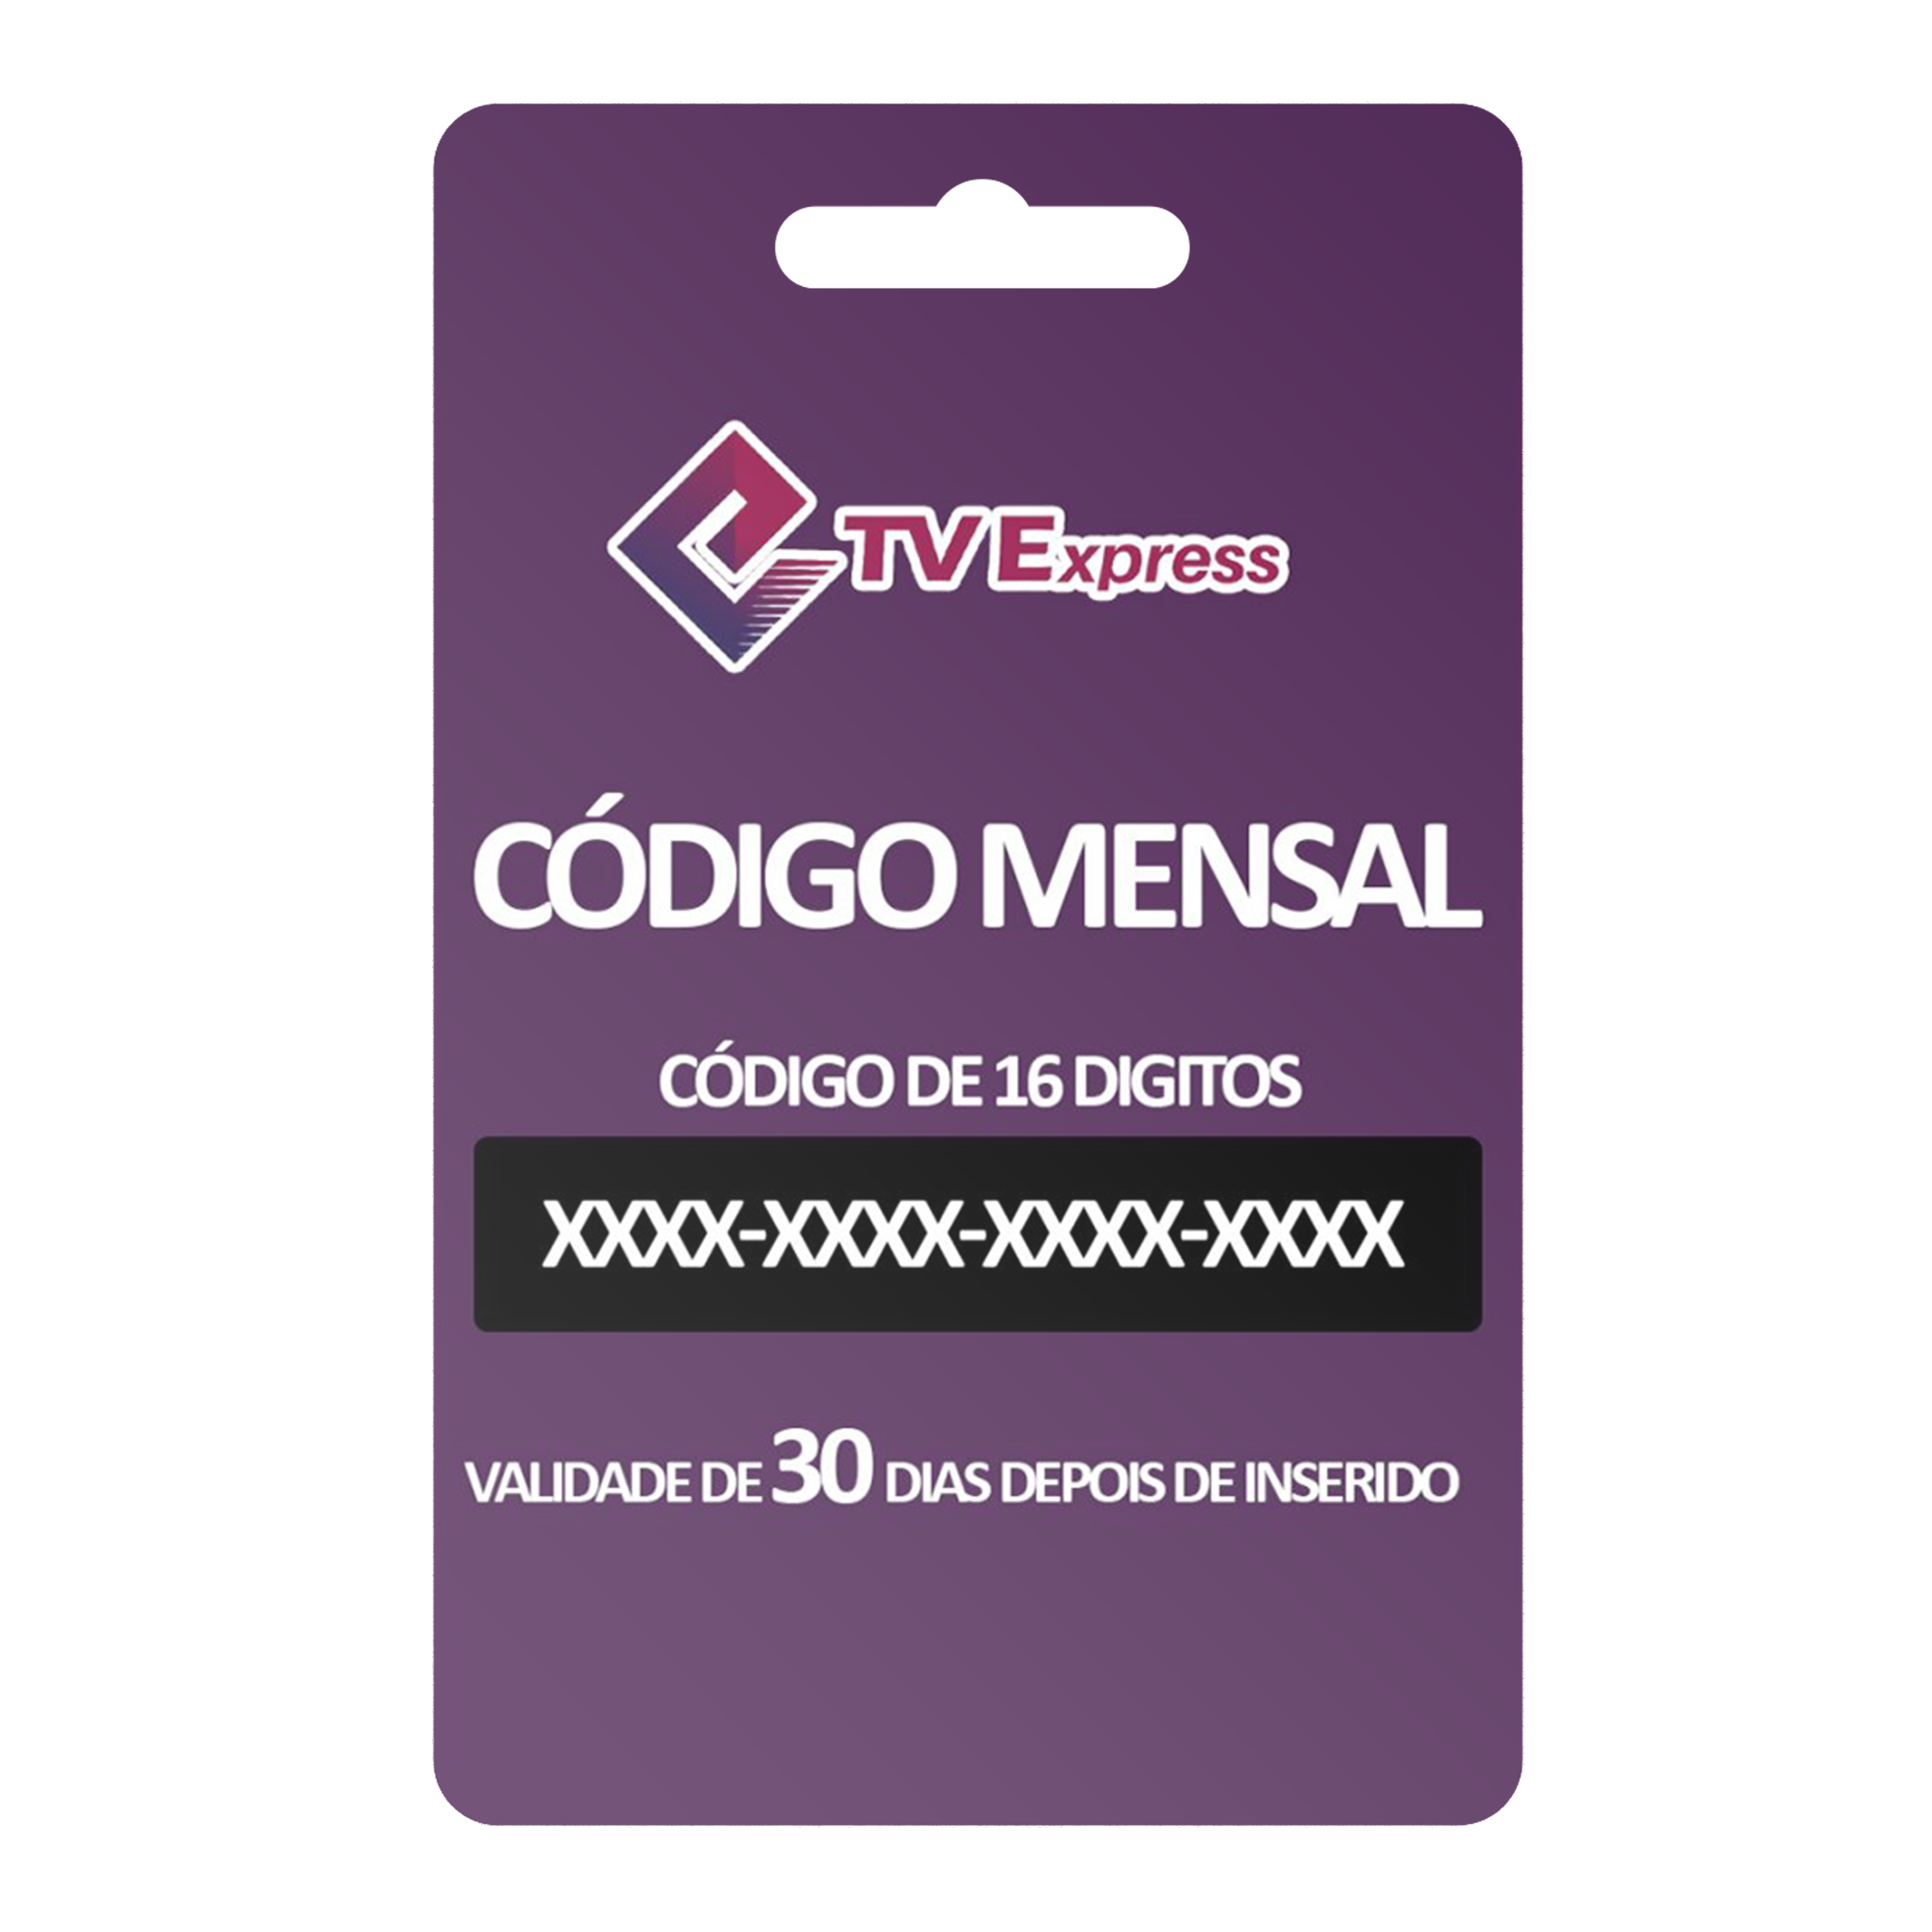 TV Express
CÓDIGO MENSAL
CÓDIGO DE 16 DIGITOS
XXXX-XXXX-XXXX-XXXX
VALIDADE DE 30 DIAS DEPOIS DE INSERIDO